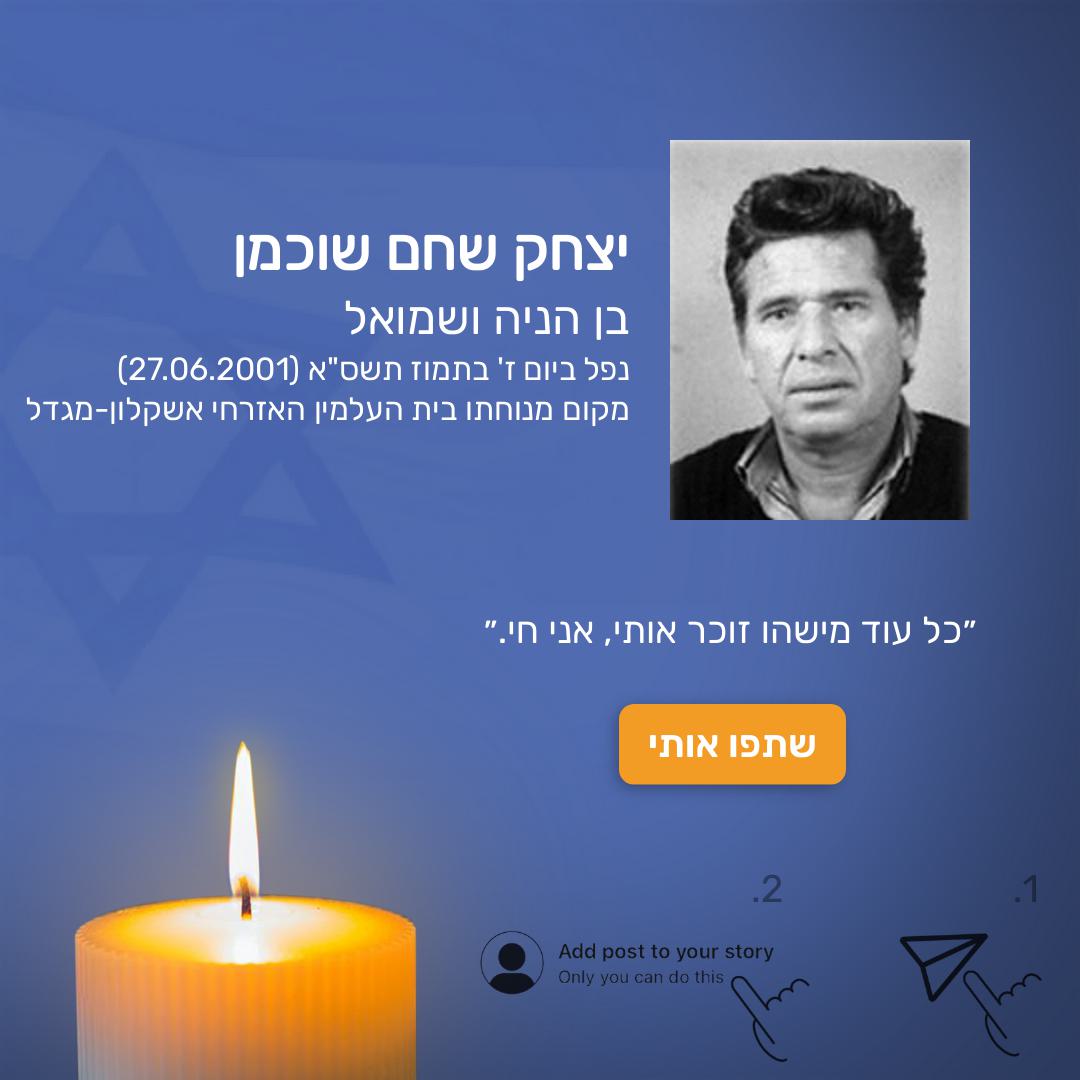 יצחק שחם שוכמן
בן הניה ושמואל
נפל ביום ז' בתמוז תשס"א (27.06.2001)
מקום מנוחתו בית העלמין האזרחי אשקלון-מגדל
״כל עוד מישהו זוכר אותי, אני חי.״
שתפו אותי
1.
2.
Add post to your story
Only you can do this